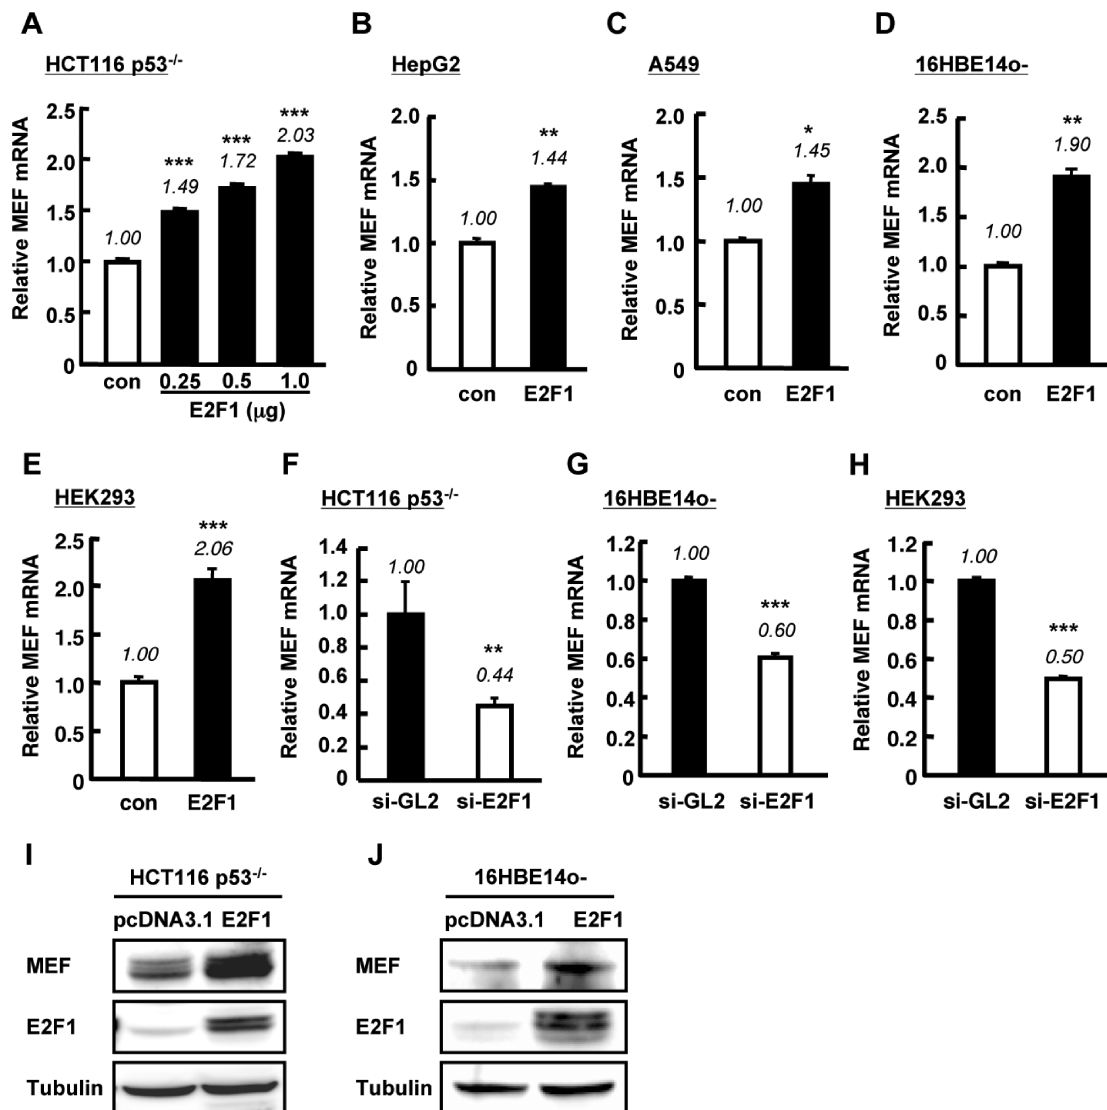 A
HCT116 p53-/-
Relative MEF mRNA
2.5
2.0
1.5
1.0
0.5
0
1.00
***
1.49
***
1.72
***
2.03
con 0.25 0.5 1.0
E2F1 (μg)
B
HepG2
Relative MEF mRNA
2.0
1.5
1.0
0.5
0
1.00
**
1.44
con E2F1
C
A549
Relative MEF mRNA
2.0
1.5
1.0
0.5
0
1.00
*
1.45
con E2F1
D
16HBE14o-
Relative MEF mRNA
2.5
2.0
1.5
1.0
0.5
0
1.00
**
1.90
con E2F1
E
HEK293
Relative MEF mRNA
2.5
2.0
1.5
1.0
0.5
0
1.00
***
2.06
con E2F1
F
HCT116 p53-/-
Relative MEF mRNA
1.4
1.2
1.0
0.8
0.6
0.4
0.2
0
1.00
**
0.44
si-GL2 si-E2F1
G
16HBE14o-
Relative MEF mRNA
1.2
1.0
0.8
0.6
0.4
0.2
0
1.00
***
0.60
si-GL2 si-E2F1
H
HEK293
Relative MEF mRNA
1.2
1.0
0.8
0.6
0.4
0.2
0
1.00
***
0.50
si-GL2 si-E2F1
I
HCT116 p53-/-
pcDNA3.1 E2F1
MEF
E2F1
Tubulin
J
16HBE14o-
pcDNA3.1 E2F1
MEF
E2F1
Tubulin